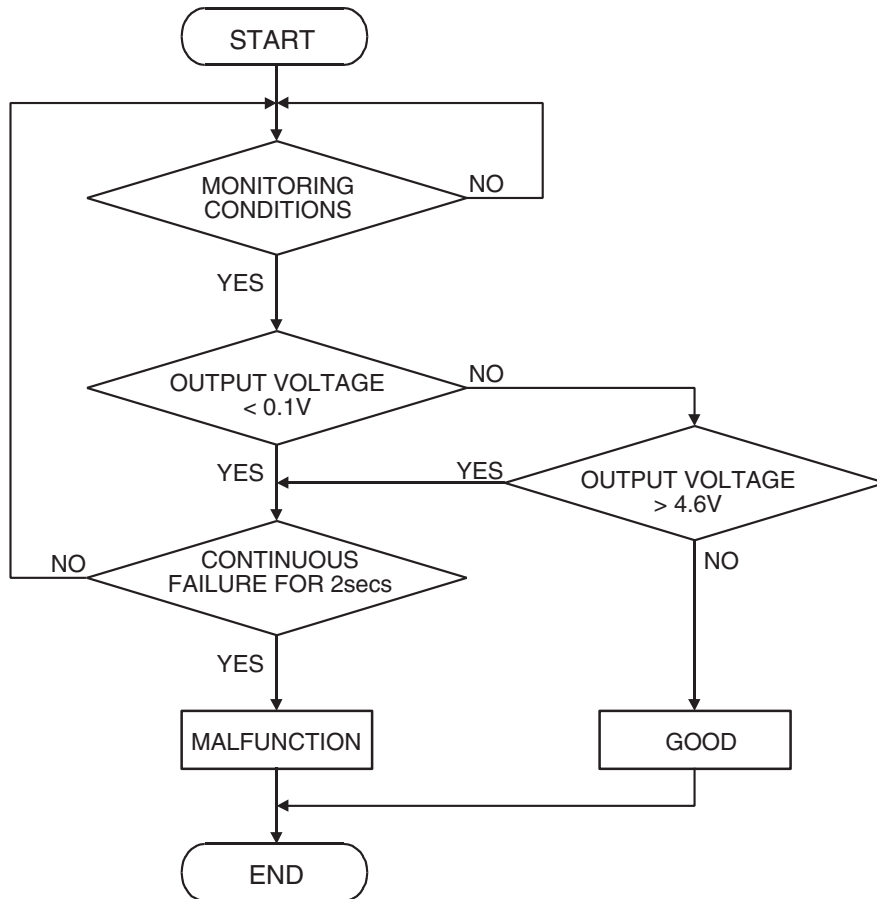 START
MONITORING
CONDITIONS
NO
YES
OUTPUT VOLTAGE
< 0.1V
NO
YES
YES
OUTPUT VOLTAGE
> 4.6V
NO
CONTINUOUS
FAILURE FOR 2secs
NO
YES
MALFUNCTION
GOOD
END